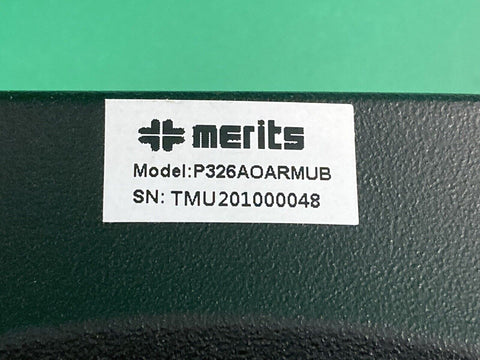 merits
Model:P326AOARMUB
SN: TMU201000048